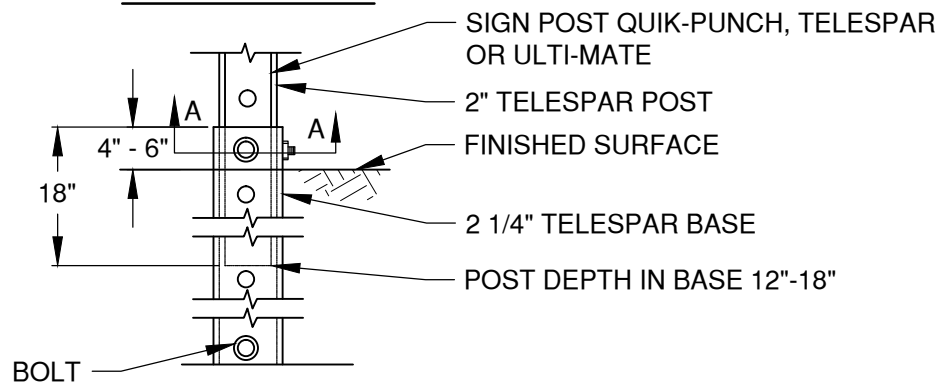 SIGN POST QUIK-PUNCH, TELESPAR
OR ULTI-MATE
2" TELESPAR POST
A
A
4" - 6"
FINISHED SURFACE
18"
2 1/4" TELESPAR BASE
POST DEPTH IN BASE 12"-18"
BOLT